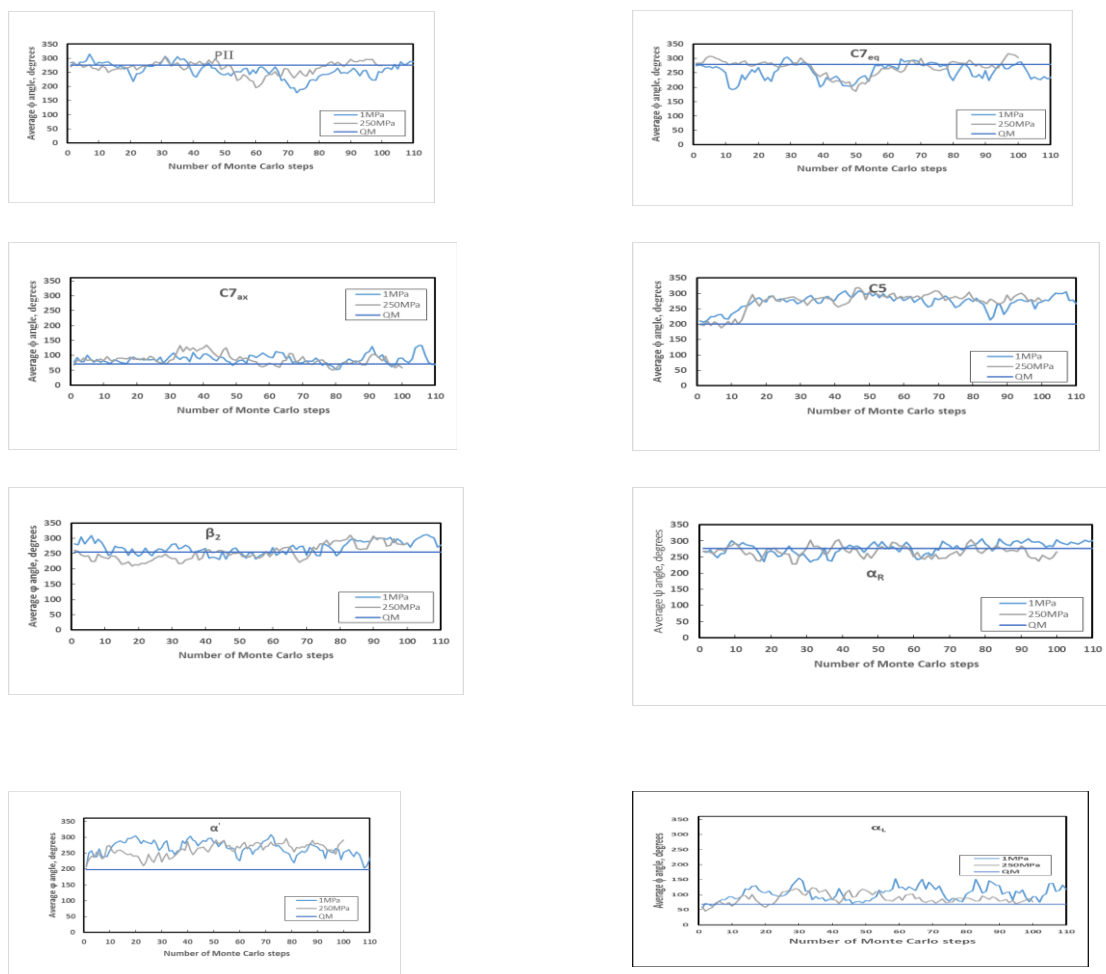 PII
350
300
250
200
150
100
50
0
Average ϕ angle, degrees
1MPa
250MPa
QM
0 10 20 30 40 50 60 70 80 90 100 110
Number of Monte Carlo steps
C7eq
350
300
250
200
150
100
50
0
Average ϕ angle, degrees
1MPa
250MPa
QM
0 10 20 30 40 50 60 70 80 90 100 110
Number of Monte Carlo steps
C7ax
350
300
250
200
150
100
50
0
Average ϕ angle, degrees
1MPa
250MPa
QM
0 10 20 30 40 50 60 70 80 90 100 110
Number of Monte Carlo steps
C5
350
300
250
200
150
100
50
0
Average ϕ angle, degrees
1MPa
250MPa
QM
0 10 20 30 40 50 60 70 80 90 100 110
Number of Monte Carlo steps
β2
350
300
250
200
150
100
50
0
Average φ angle, degrees
1MPa
250MPa
QM
0 10 20 30 40 50 60 70 80 90 100 110
Number of Monte Carlo steps
αR
350
300
250
200
150
100
50
0
Average ψ angle, degrees
1MPa
250MPa
QM
0 10 20 30 40 50 60 70 80 90 100 110
Number of Monte Carlo steps
α'
350
300
250
200
150
100
50
0
Average φ angle, degrees
1MPa
250MPa
QM
0 10 20 30 40 50 60 70 80 90 100 110
Number of Monte Carlo steps
αL
350
300
250
200
150
100
50
0
Average ϕ angle, degrees
1MPa
250MPa
QM
0 10 20 30 40 50 60 70 80 90 100 110
Number of Monte Carlo steps